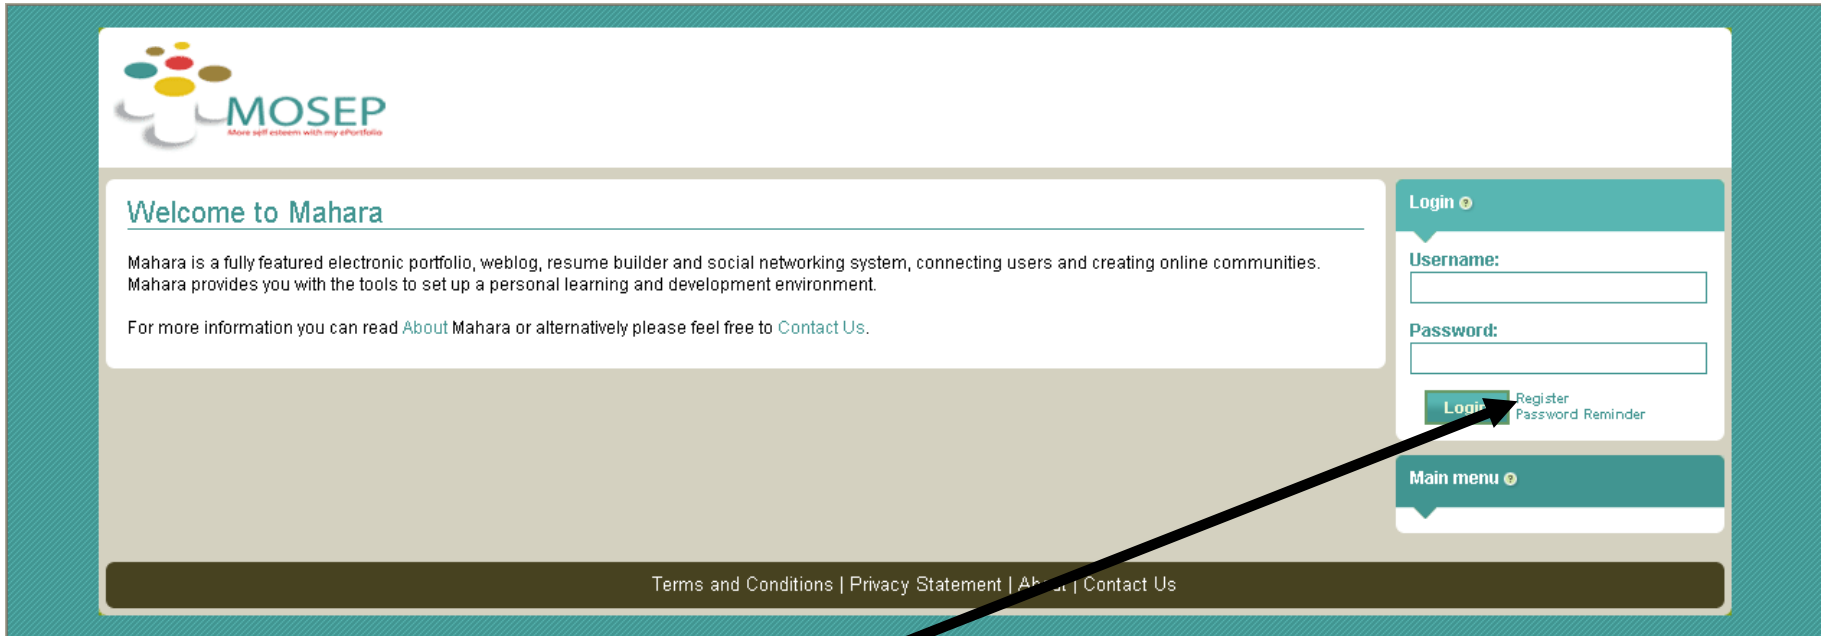 MOSEP
More self esteem with my ePortfolio
Welcome to Mahara
Mahara is a fully featured electronic portfolio, weblog, resume builder and social networking system, connecting users and creating online communities.
Mahara provides you with the tools to set up a personal learning and development environment.
For more information you can read About Mahara or alternatively please feel free to Contact Us.
Login
Username:
Password:
Login
Register
Password Reminder
Main menu
Terms and Conditions | Privacy Statement | About | Contact Us